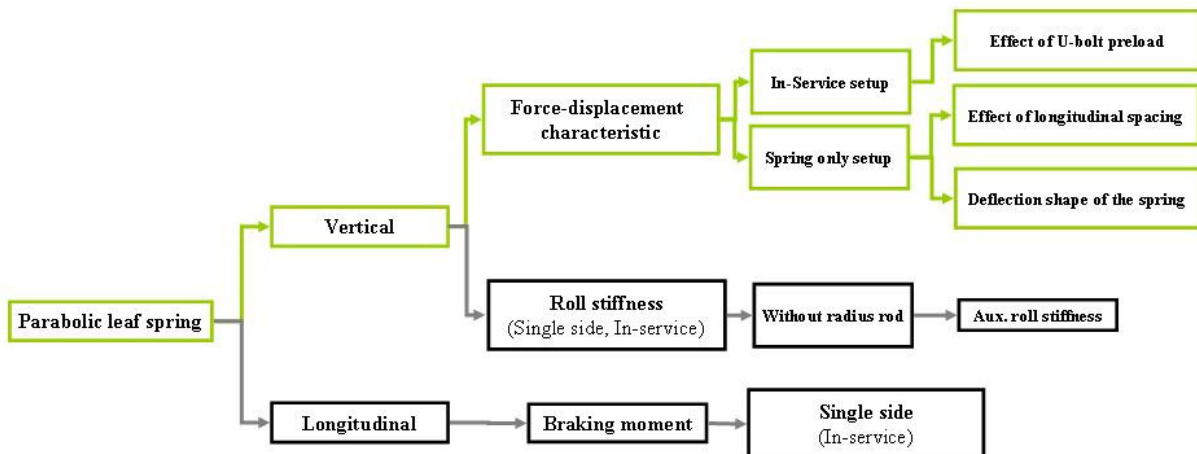 Effect of U-bolt preload
In-Service setup
Force-displacement
characteristic
Effect of longitudinal spacing
Spring only setup
Deflection shape of the spring
Vertical
Roll stiffness
(Single side, In-service)
Without radius rod
Aux. roll stiffness
Parabolic leaf spring
Longitudinal
Braking moment
Single side
(In-service)